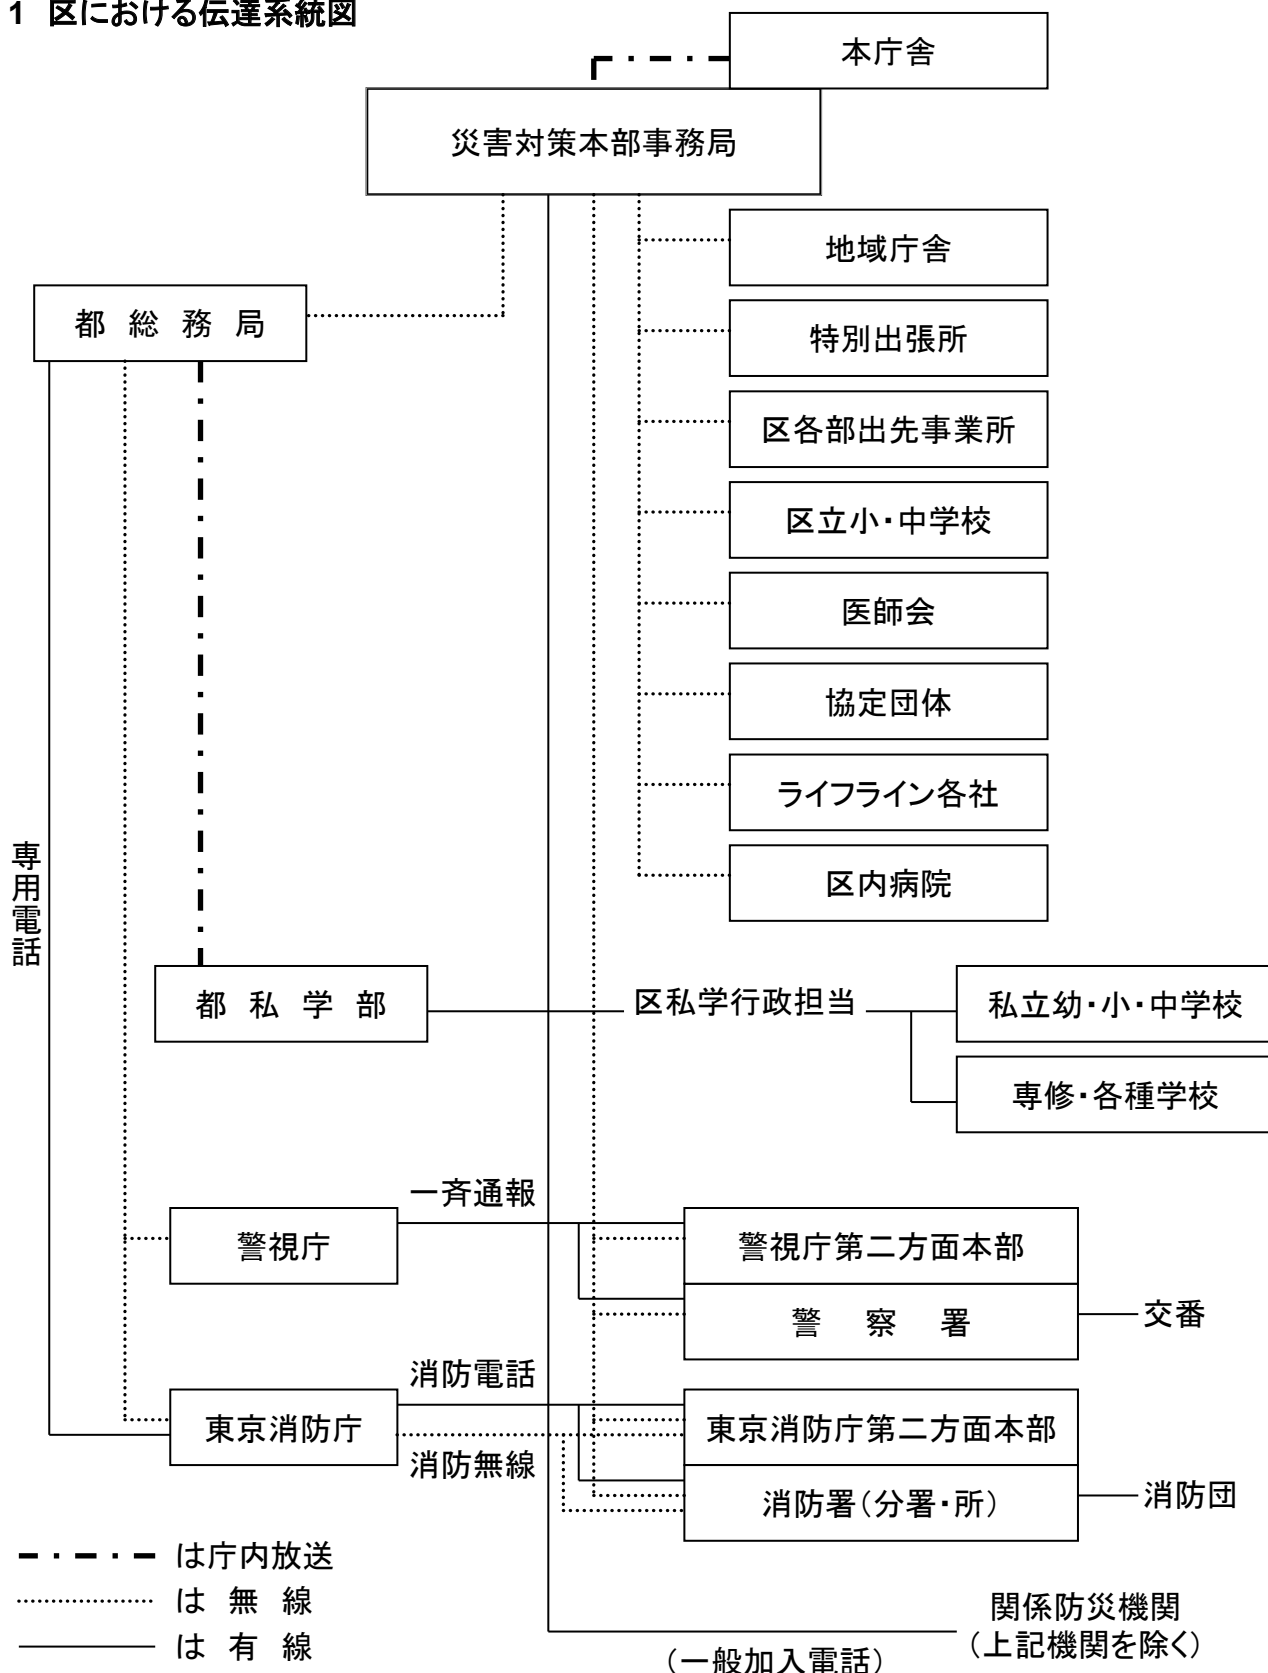 1 区における伝達系統図
本庁舎
災害対策本部事務局
地域庁舎
都 総 務 局
特別出張所
区各部出先事業所
区立小・中学校
医師会
協定団体
ライフライン各社
専用電話
区内病院
都 私 学 部
区私学行政担当
私立幼・小・中学校
専修・各種学校
一斉通報
警視庁
警視庁第二方面本部
警 察 署
交番
消防電話
東京消防庁
東京消防庁第二方面本部
消防無線
消防署(分署・所)
消防団
は庁内放送
は 無 線
は 有 線
関係防災機関
(上記機関を除く)
(一般加入電話)